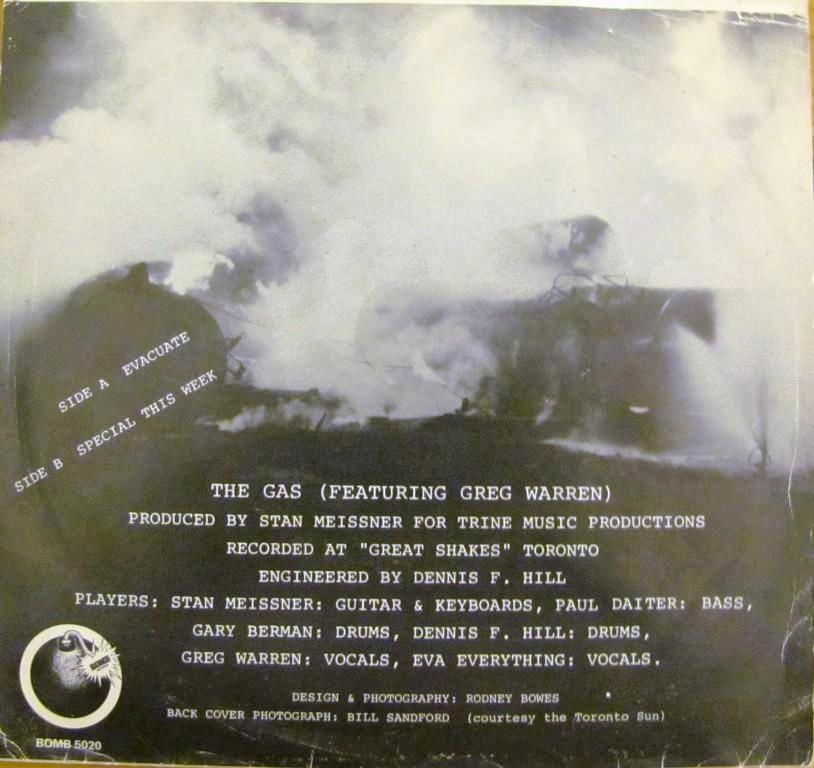 SIDE A EVACUATE
SIDE B SPECIAL THIS WEEK
THE GAS (FEATURING GREG WARREN)
PRODUCED BY STAN MEISSNER FOR TRINE MUSIC PRODUCTIONS
RECORDED AT "GREAT SHAKES" TORONTO
ENGINEERED BY DENNIS F. HILL
PLAYERS: STAN MEISSNER: GUITAR & KEYBOARDS, PAUL DAITER: BASS,
GARY BERMAN: DRUMS, DENNIS F. HILL: DRUMS,
GREG WARREN: VOCALS, EVA EVERYTHING: VOCALS.
DESIGN & PHOTOGRAPHY: RODNEY BOWES
BACK COVER PHOTOGRAPH: BILL SANDFORD (courtesy the Toronto Sun)
BOMB
BOMB 5020